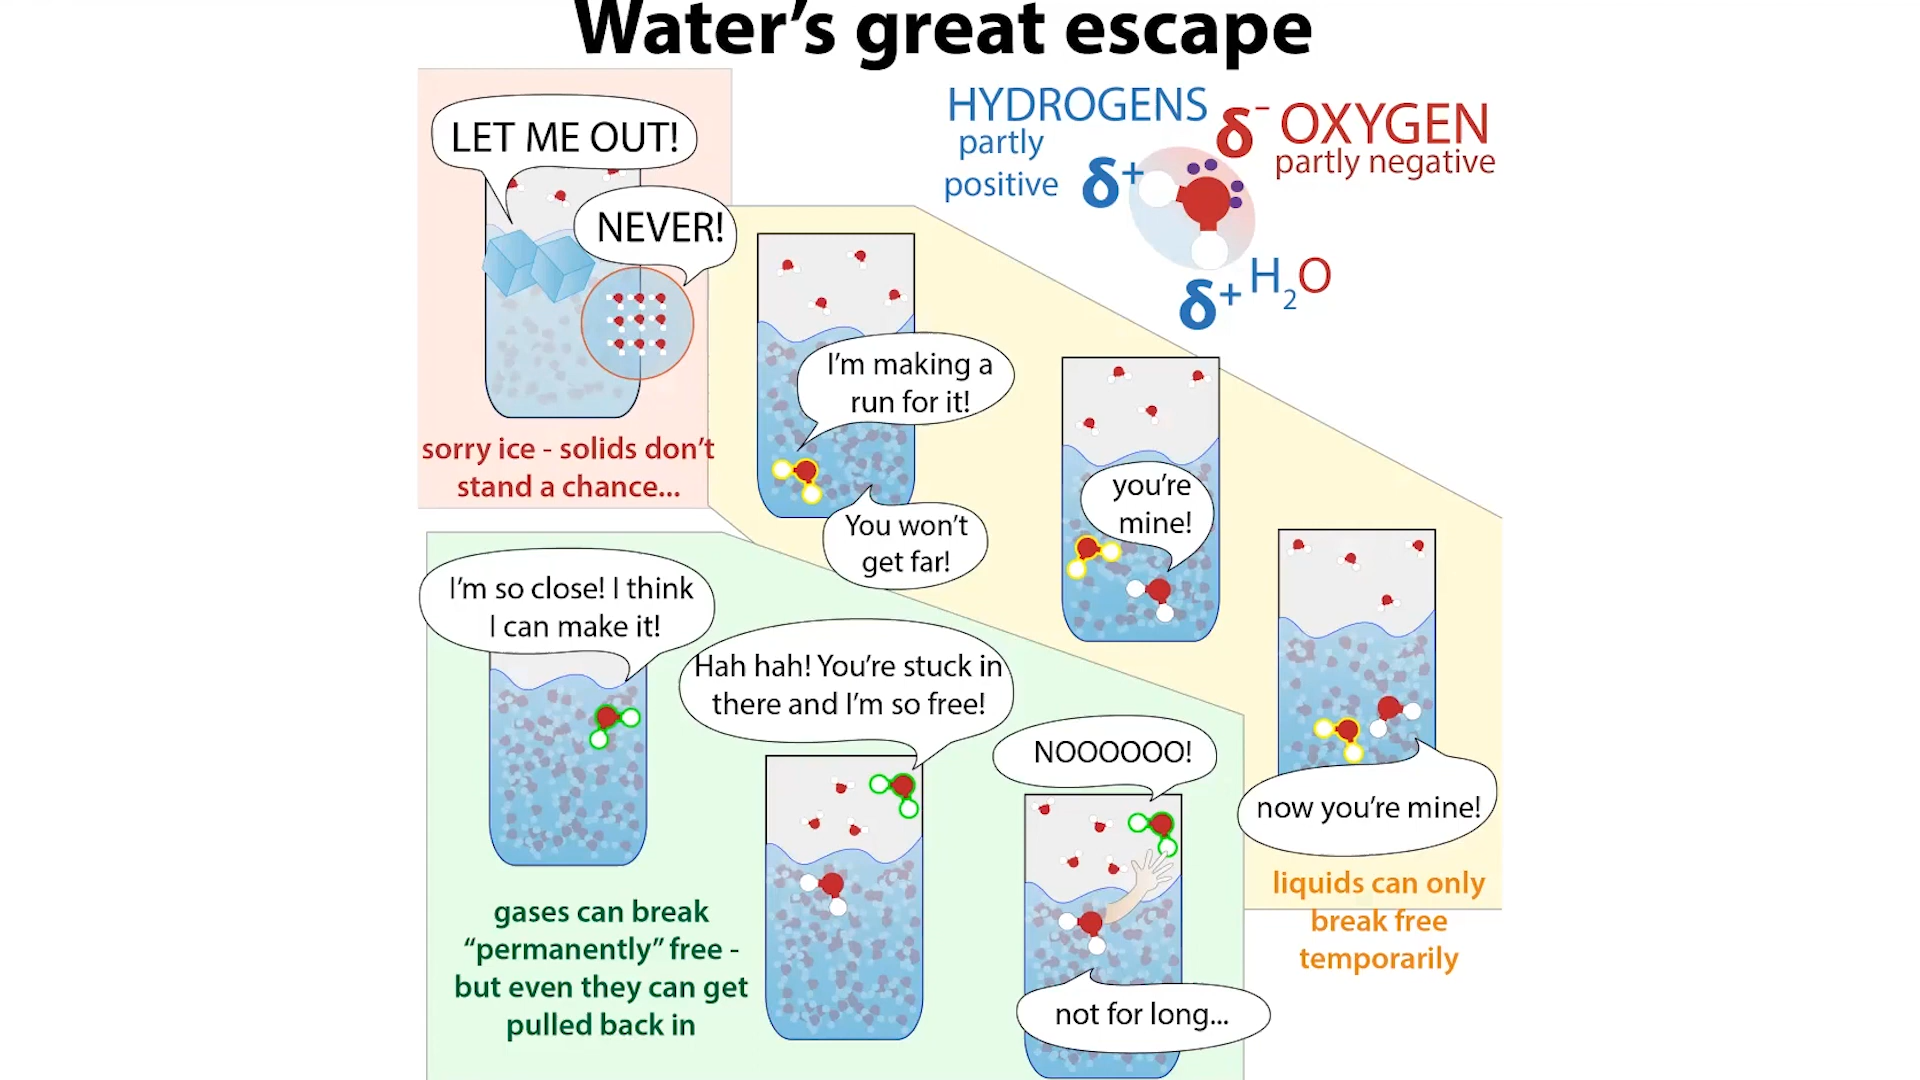 Water's great escape
LET ME OUT!
NEVER!
sorry ice - solids don't
stand a chance...
HYDROGENS
partly
positive
δ+
δ- OXYGEN
partly negative
δ+
H2O
I'm making a
run for it!
You won't
get far!
you're
mine!
now you're mine!
liquids can only
break free
temporarily
I'm so close! I think
I can make it!
Hah hah! You're stuck in
there and I'm so free!
NOOOOOO!
not for long...
gases can break
“permanently” free -
but even they can get
pulled back in